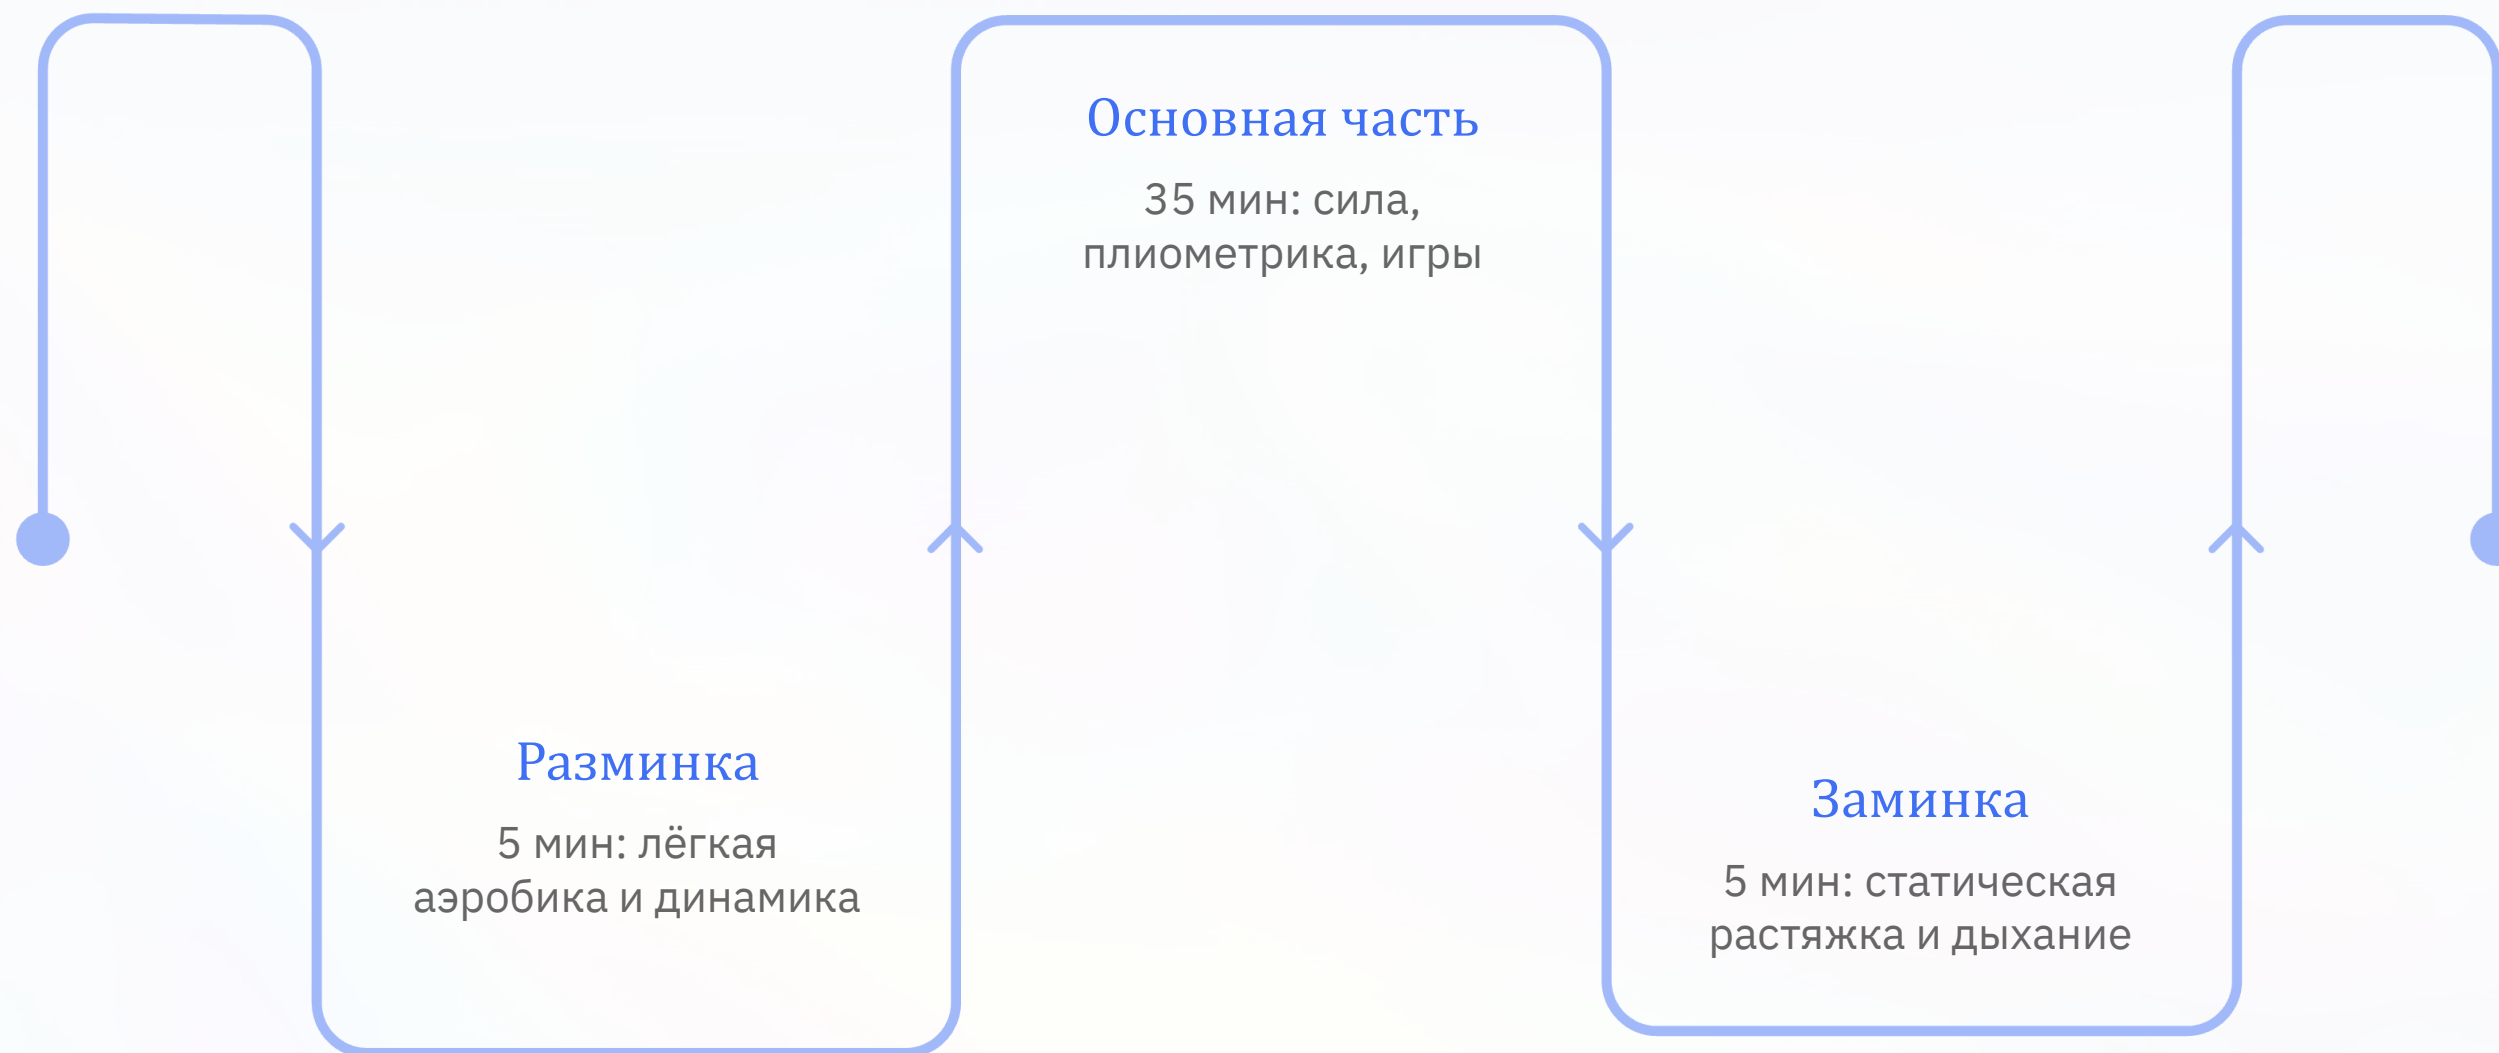 Разминка
5 мин: лёгкая
аэробика и динамика
Основная часть
35 мин: сила,
плиометрика, игры
Заминка
5 мин: статическая
растяжка и дыхание